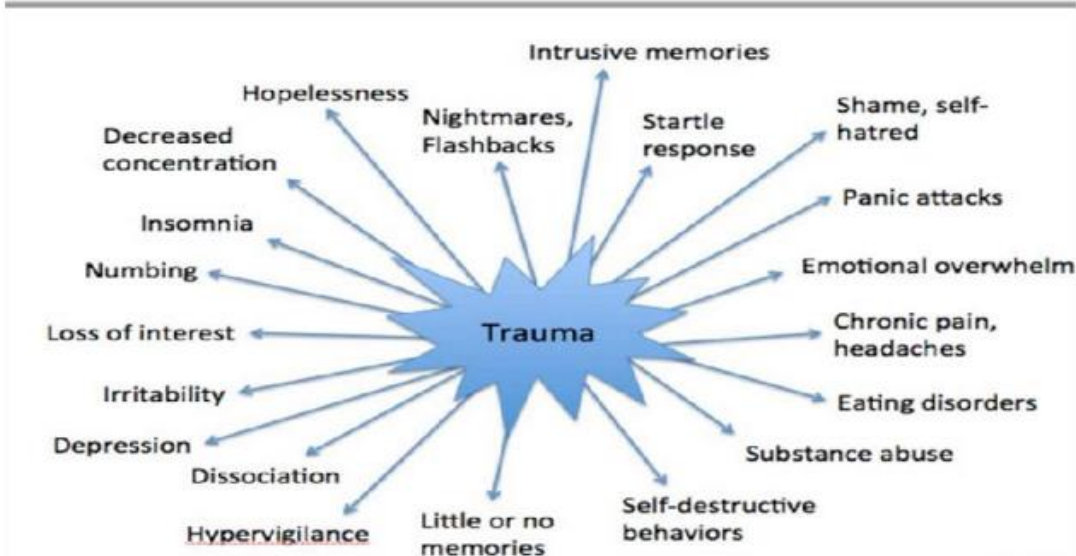 Intrusive memories
Hopelessness
Nightmares,
Flashbacks
Startle
response
Shame, self-
hatred
Decreased
concentration
Panic attacks
Insomnia
Numbing
Emotional overwhelm
Loss of interest
Trauma
Chronic pain,
headaches
Irritability
Eating disorders
Depression
Substance abuse
Dissociation
Hypervigilance
Little or no
memories
Self-destructive
behaviors